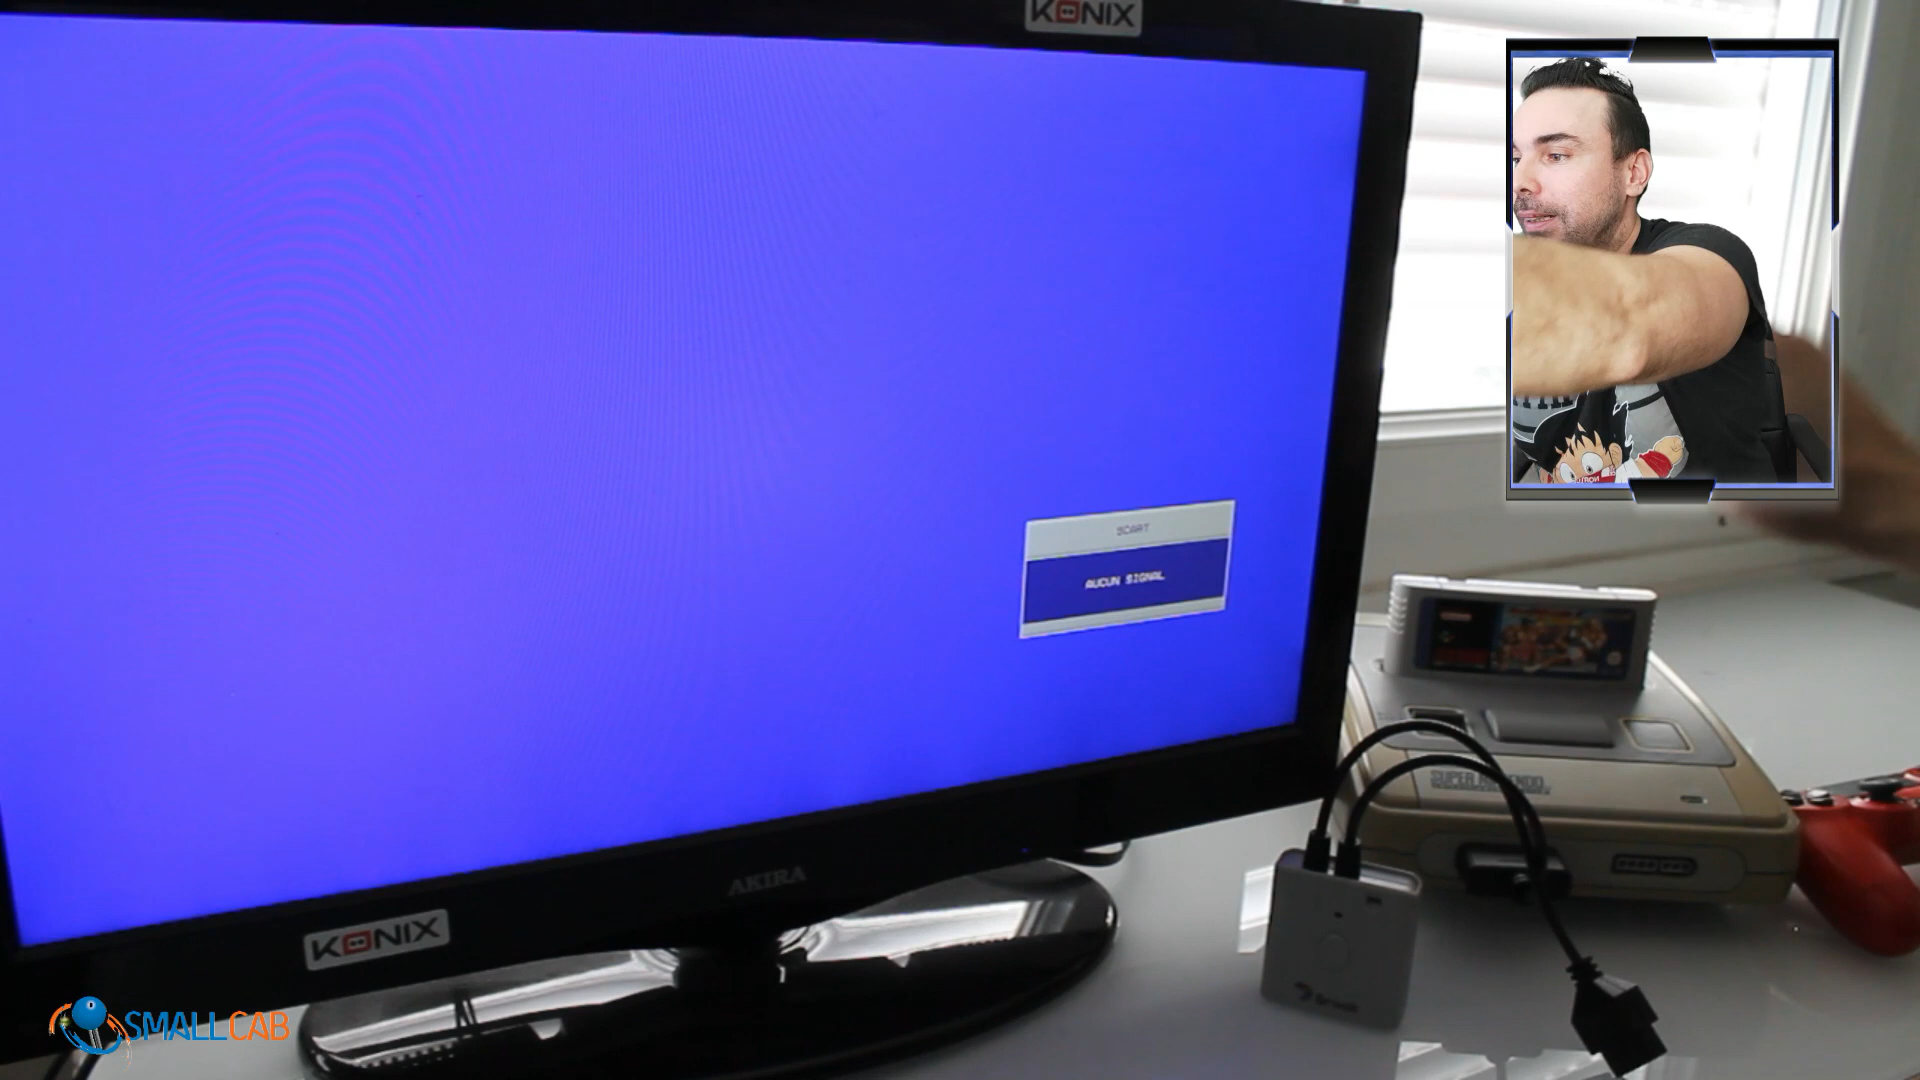 KONIX
SCART
AUCUN SIGNAL
SUPER NINTENDO
AKIRA
KONIX
SMALLCAB